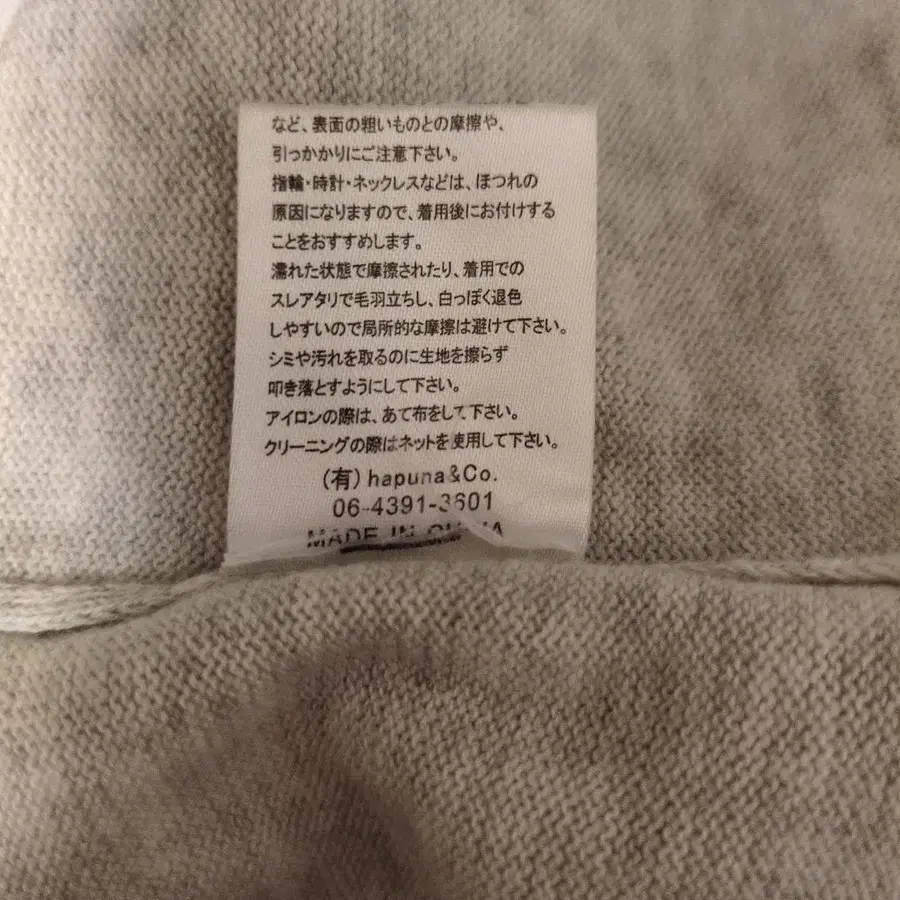 など、表面の粗いものとの摩擦や、
引っかかりにご注意下さい。
指輪・時計・ネックレスなどは、ほつれの
原因になりますので、着用後にお付けする
ことをおすすめします。
濡れた状態で摩擦されたり、着用での
スレアタリで毛羽立ちし、白っぽく退色
しやすいので局所的な摩擦は避けて下さい。
シミや汚れを取るのに生地を擦らず
叩き落とすようにして下さい。
アイロンの際は、あて布をして下さい。
クリーニングの際はネットを使用して下さい。
(有) hapuna&Co.
06-4391-3601
MADE IN CHINA